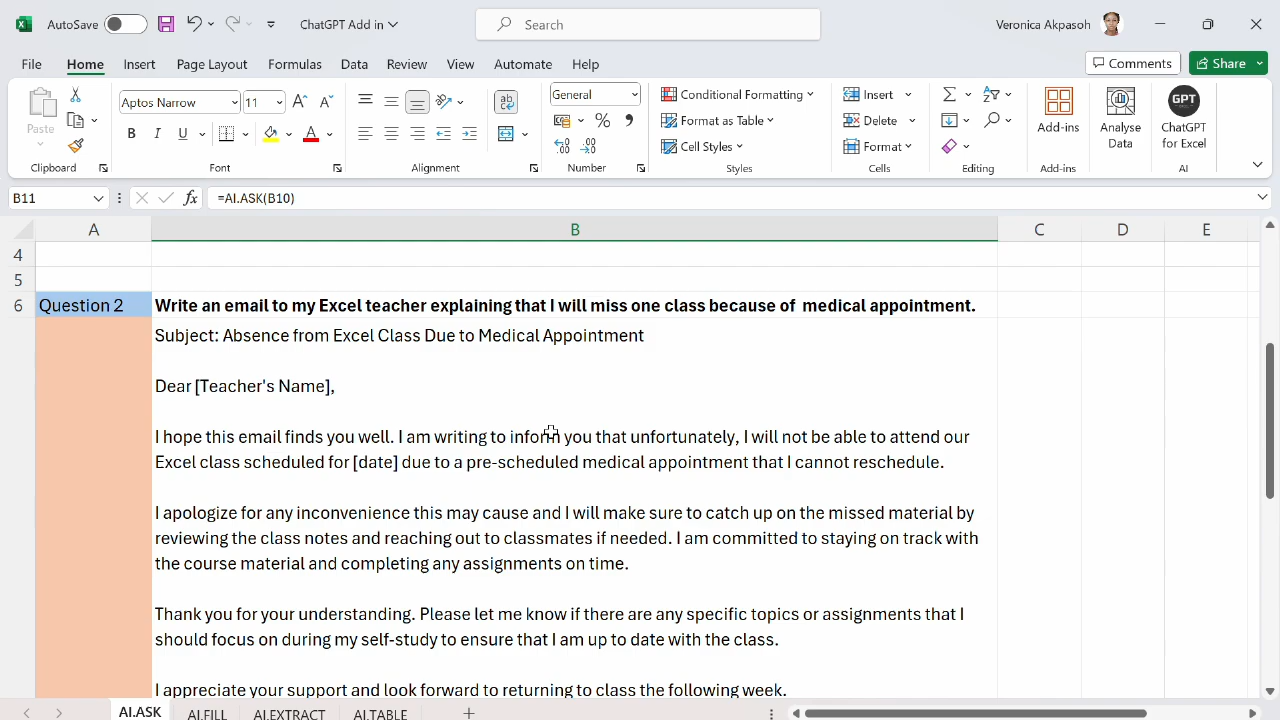 AutoSave
ChatGPT Add in
Search
Veronica Akpasoh
File Home Insert Page Layout Formulas Data Review View Automate Help
Comments
Share
Paste
Clipboard
Aptos Narrow 11
B I U
Font
Alignment
General
Number
Conditional Formatting
Format as Table
Cell Styles
Styles
Insert
Delete
Format
Cells
Editing
Add-ins
Add-ins
Analyse
Data
GPT
ChatGPT
for Excel
AI
B11
fx
=AI.ASK(B10)
A B C D E
4
5
6
Question 2
Write an email to my Excel teacher explaining that I will miss one class because of medical appointment.
Subject: Absence from Excel Class Due to Medical Appointment
Dear [Teacher's Name],
I hope this email finds you well. I am writing to inform you that unfortunately, I will not be able to attend our
Excel class scheduled for [date] due to a pre-scheduled medical appointment that I cannot reschedule.
I apologize for any inconvenience this may cause and I will make sure to catch up on the missed material by
reviewing the class notes and reaching out to classmates if needed. I am committed to staying on track with
the course material and completing any assignments on time.
Thank you for your understanding. Please let me know if there are any specific topics or assignments that I
should focus on during my self-study to ensure that I am up to date with the class.
I appreciate your support and look forward to returning to class the following week.
AI.ASK AI.FILL AI.EXTRACT AI.TABLE